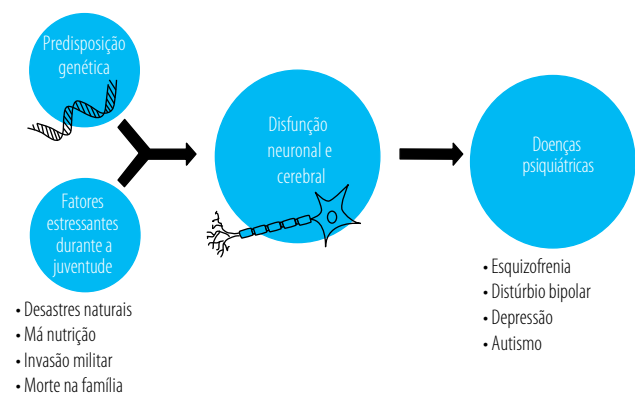 Predisposição
genética
Fatores
estressantes
durante a
juventude
• Desastres naturais
• Má nutrição
• Invasão militar
• Morte na família
Disfunção
neuronal e
cerebral
Doenças
psiquiátricas
• Esquizofrenia
• Distúrbio bipolar
• Depressão
• Autismo